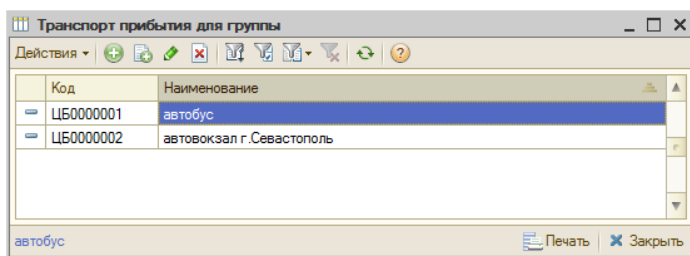 Транспорт прибытия для группы
Действия
Код Наименование
ЦБ0000001 автобус
ЦБ0000002 автовокзал г.Севастополь
автобус Печать Закрыть